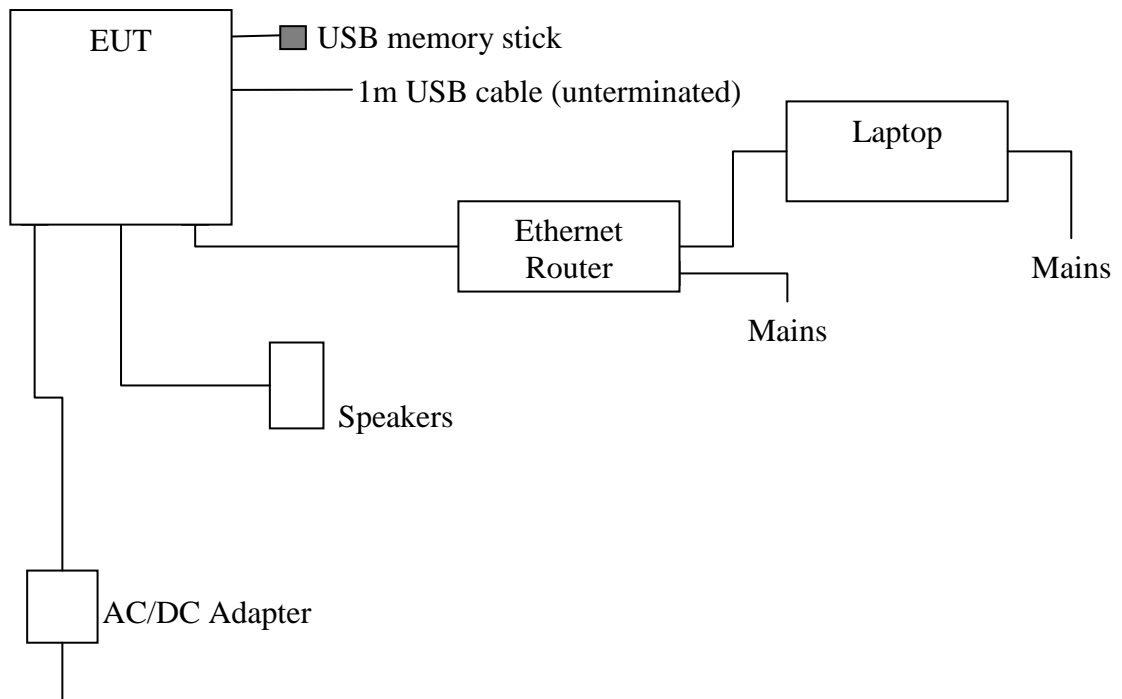 EUT
USB memory stick
1m USB cable (unterminated)
Laptop
Ethernet
Router
Mains
Mains
Speakers
AC/DC Adapter